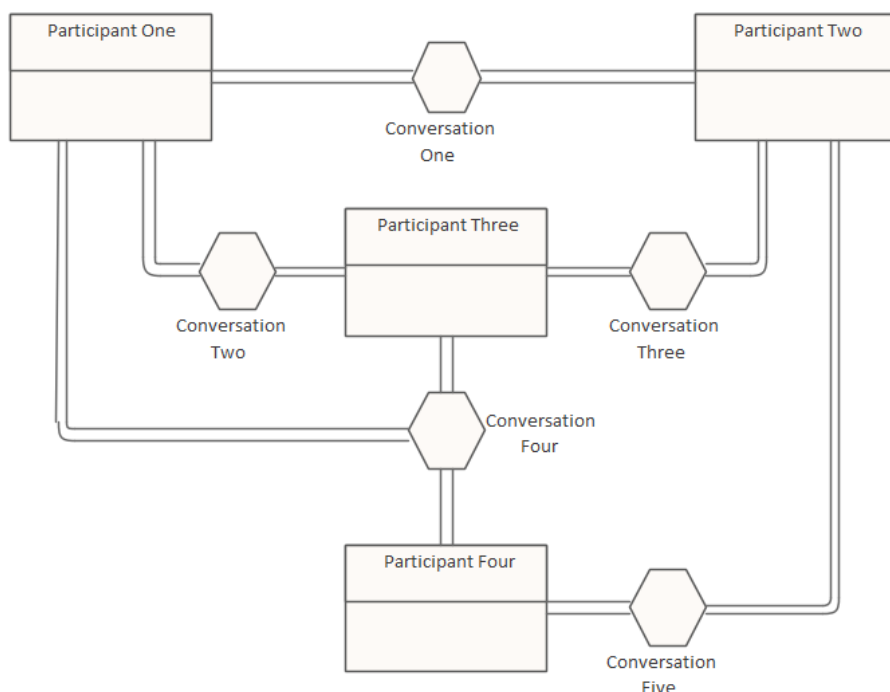 Participant One
Participant Two
Conversation
One
Participant Three
Conversation
Two
Conversation
Three
Conversation
Four
Participant Four
Conversation
Five